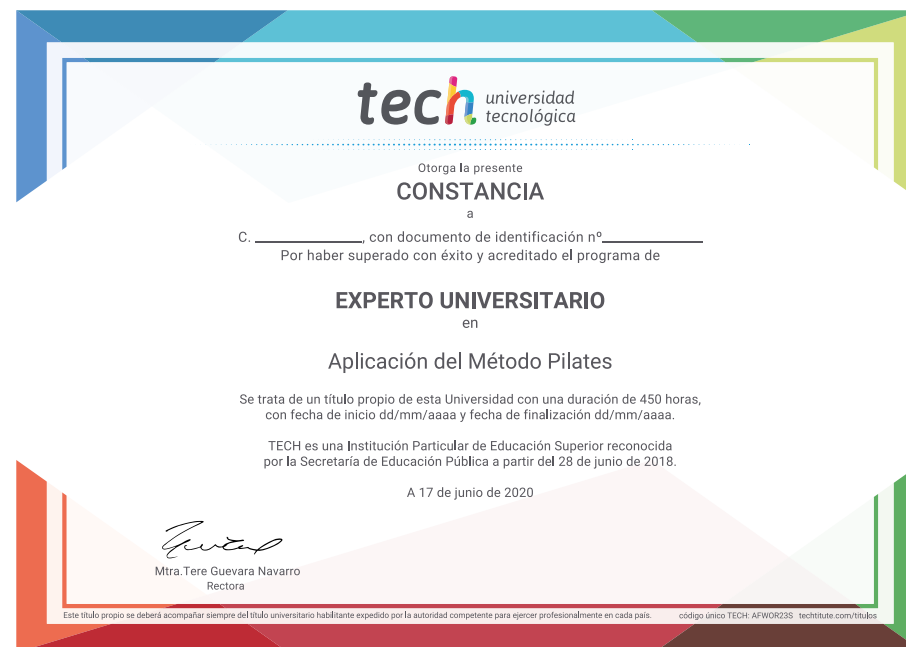 tech universidad
tecnológica
Otorga la presente
CONSTANCIA
a
C. ____________, con documento de identificación nº____________
Por haber superado con éxito y acreditado el programa de
EXPERTO UNIVERSITARIO
en
Aplicación del Método Pilates
Se trata de un título propio de esta Universidad con una duración de 450 horas,
con fecha de inicio dd/mm/aaaa y fecha de finalización dd/mm/aaaa.
TECH es una Institución Particular de Educación Superior reconocida
por la Secretaría de Educación Pública a partir del 28 de junio de 2018.
A 17 de junio de 2020
Mtra.Tere Guevara Navarro
Rectora
Este título propio se deberá acompañar siempre del título universitario habilitante expedido por la autoridad competente para ejercer profesionalmente en cada país. código único TECH: AFWOR23S techtitute.com/titulos